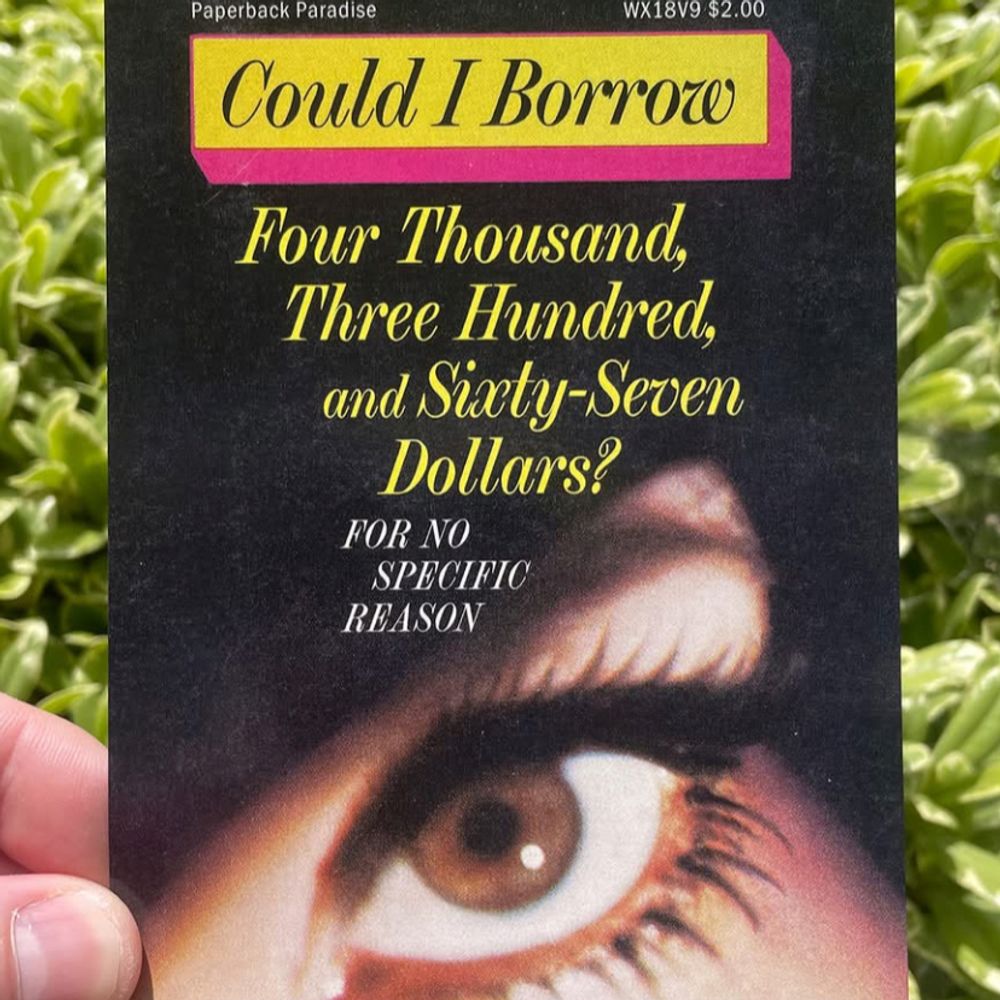 Paperback Paradise WX18V9 $2.00
Could I Borrow
Four Thousand,
Three Hundred,
and Sixty-Seven
Dollars?
FOR NO
SPECIFIC
REASON